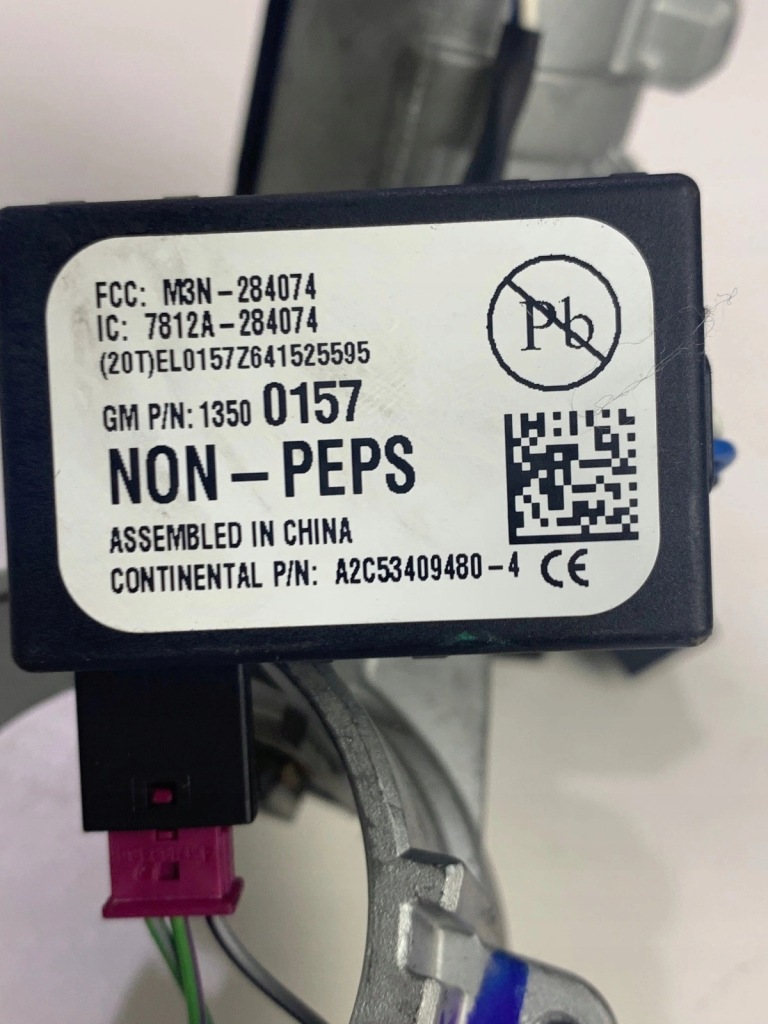 FCC: M3N-284074
IC: 7812A-284074
(20T)EL0157Z641525595
GM P/N: 1350 0157
NON-PEPS
ASSEMBLED IN CHINA
CONTINENTAL P/N: A2C53409480-4 CE
Pb